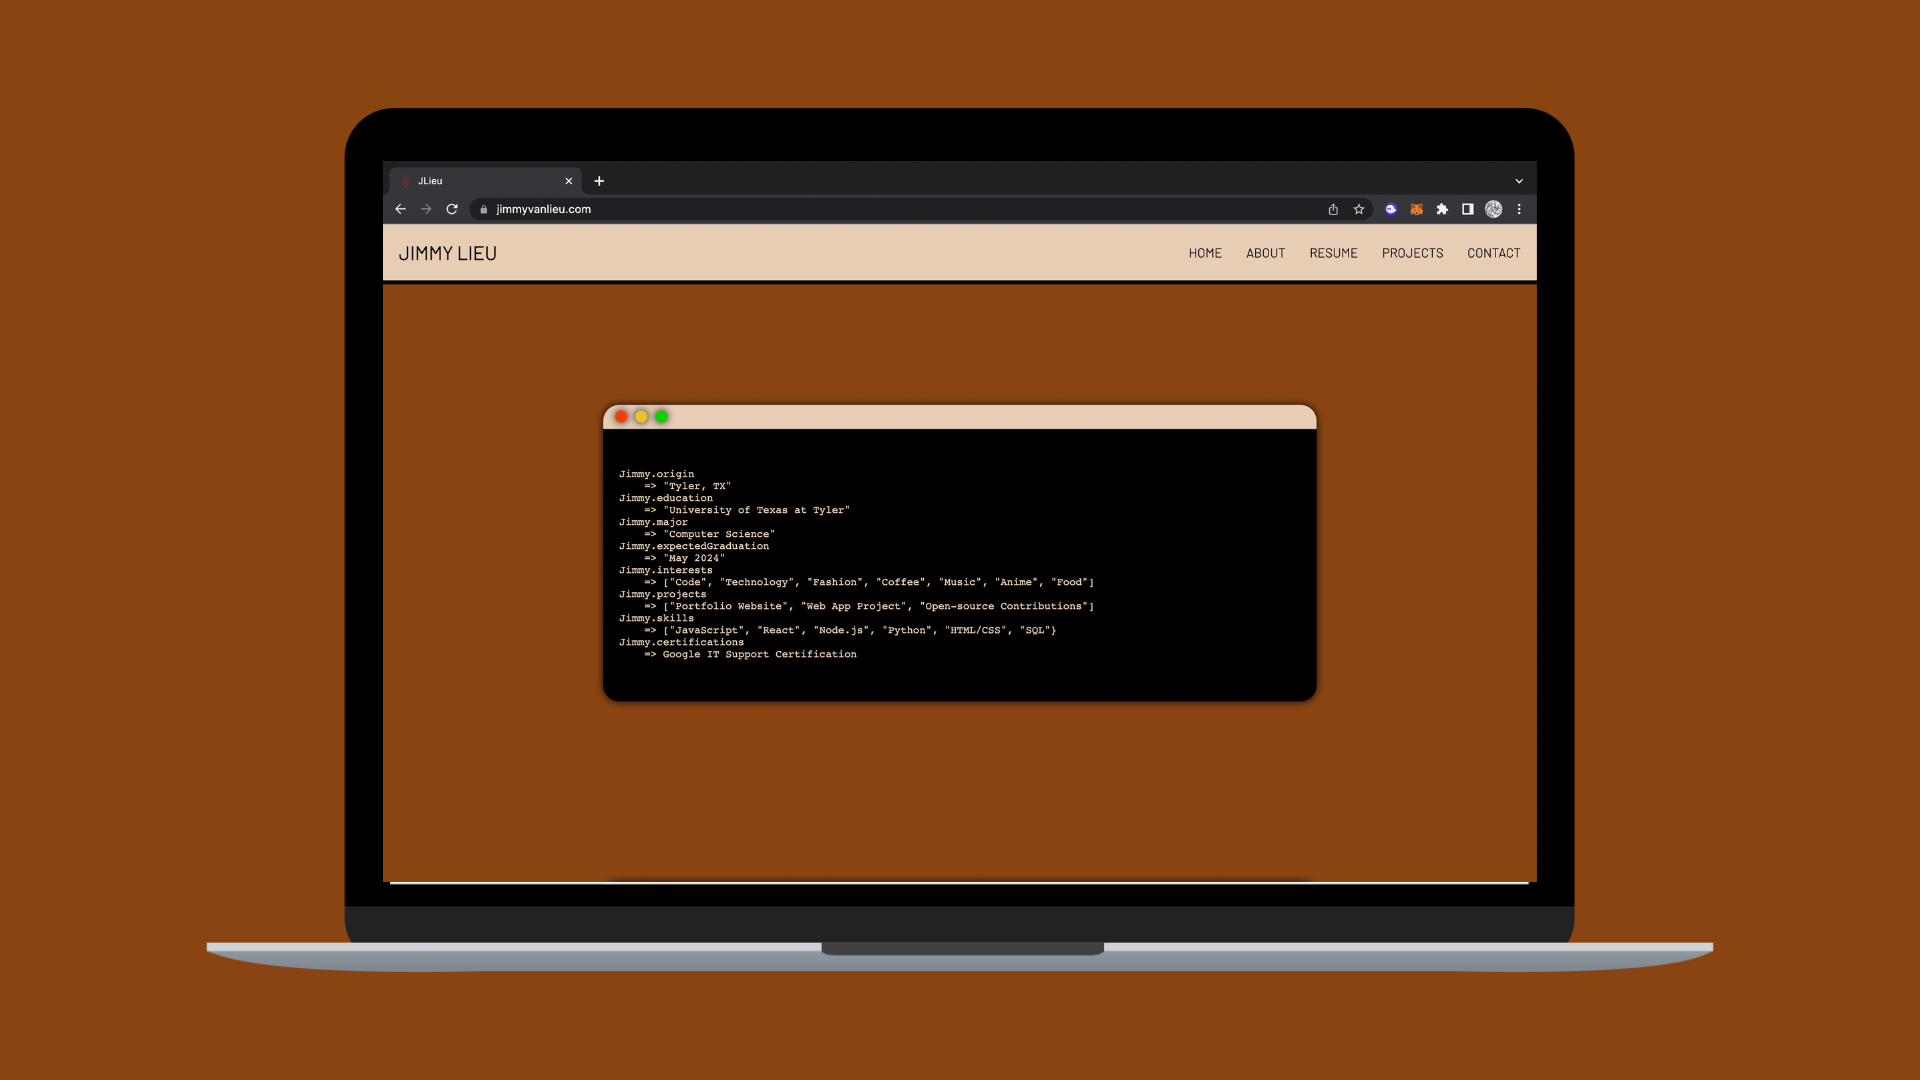 JLieu
jimmyvanlieu.com
JIMMY LIEU
HOME ABOUT RESUME PROJECTS CONTACT
Jimmy.origin
=> "Tyler, TX"
Jimmy.education
=> "University of Texas at Tyler"
Jimmy.major
=> "Computer Science"
Jimmy.expectedGraduation
=> "May 2024"
Jimmy.interests
=> ["Code", "Technology", "Fashion", "Coffee", "Music", "Anime", "Food"]
Jimmy.projects
=> ["Portfolio Website", "Web App Project", "Open-source Contributions"]
Jimmy.skills
=> ["JavaScript", "React", "Node.js", "Python", "HTML/CSS", "SQL"}
Jimmy.certifications
=> Google IT Support Certification